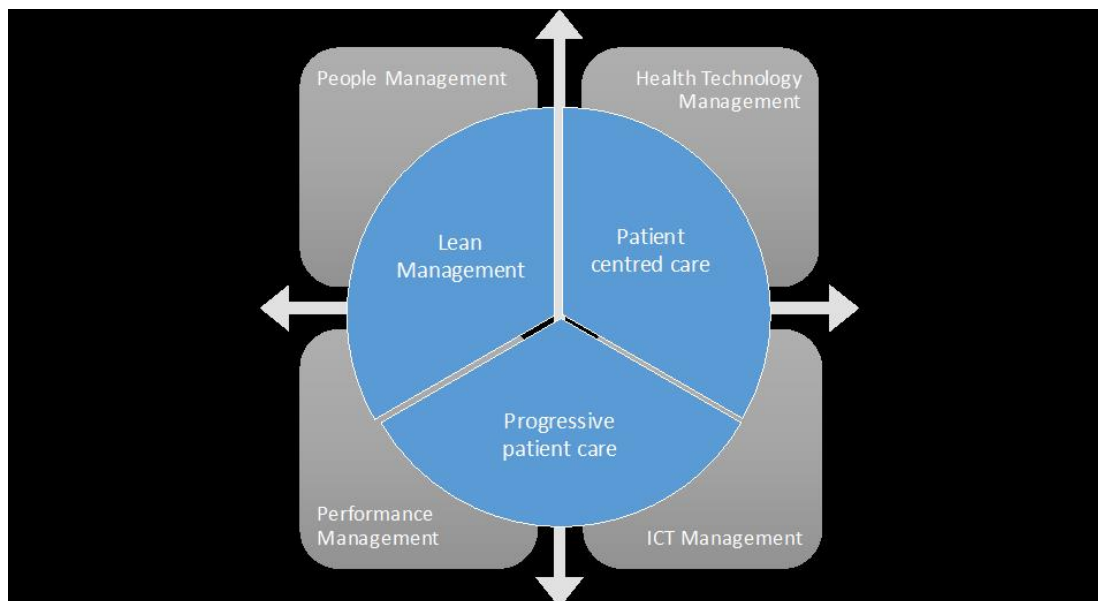 People Management
Health Technology
Management
Lean
Management
Patient
centred care
Progressive
patient care
Performance
Management
ICT Management